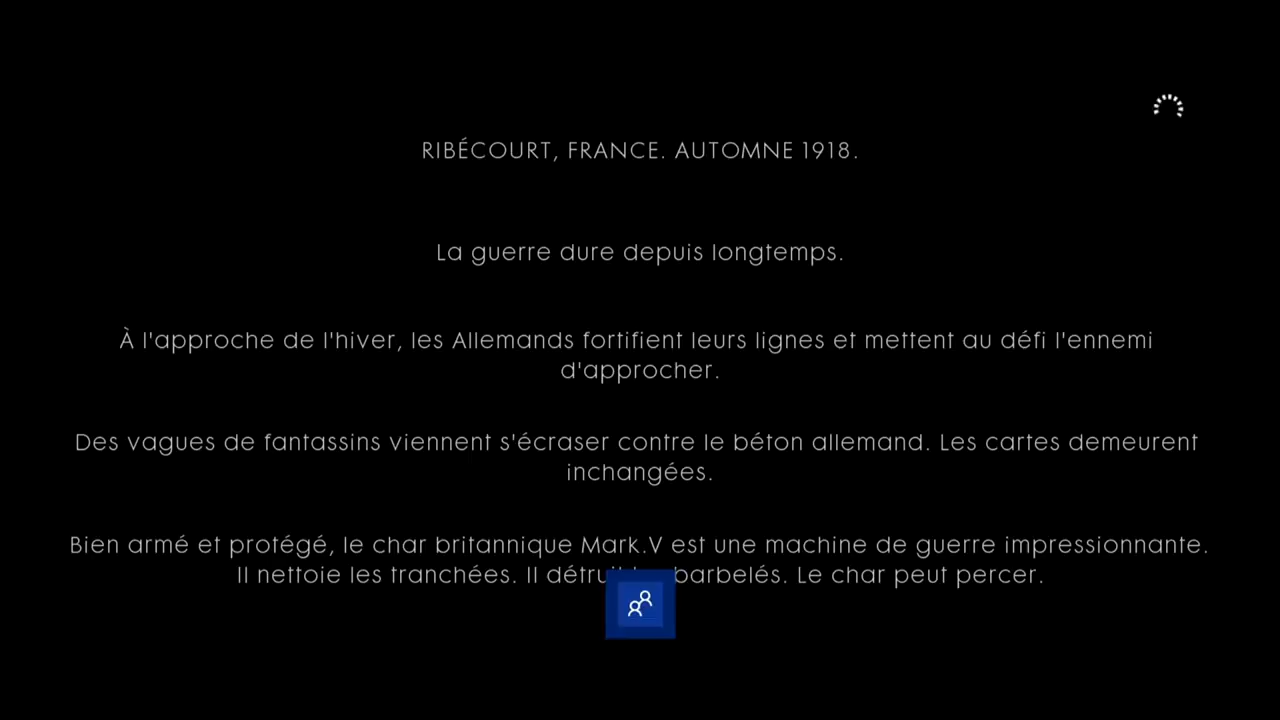 RIBÉCOURT, FRANCE. AUTOMNE 1918.
La guerre dure depuis longtemps.
À l'approche de l'hiver, les Allemands fortifient leurs lignes et mettent au défi l'ennemi
d'approcher.
Des vagues de fantassins viennent s'écraser contre le béton allemand. Les cartes demeurent
inchangées.
Bien armé et protégé, le char britannique Mark.V est une machine de guerre impressionnante.
Il nettoie les tranchées. Il détruit barbelés. Le char peut percer.